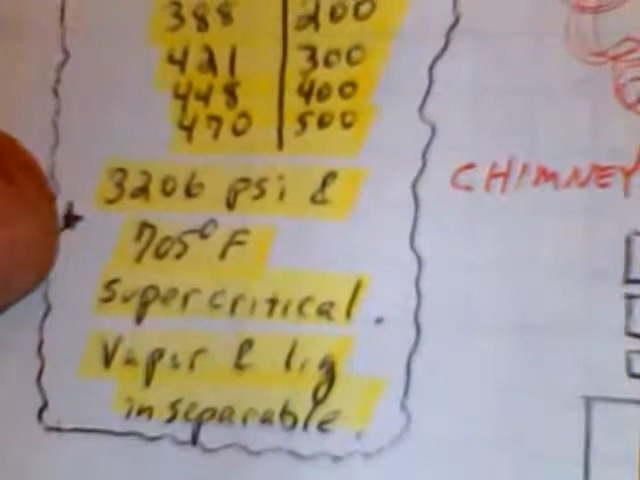 388 200
421 300
448 400
470 500
3206 psi &
705° F
Supercritical.
Vapor & liq
inseparable.
CHIMNEY